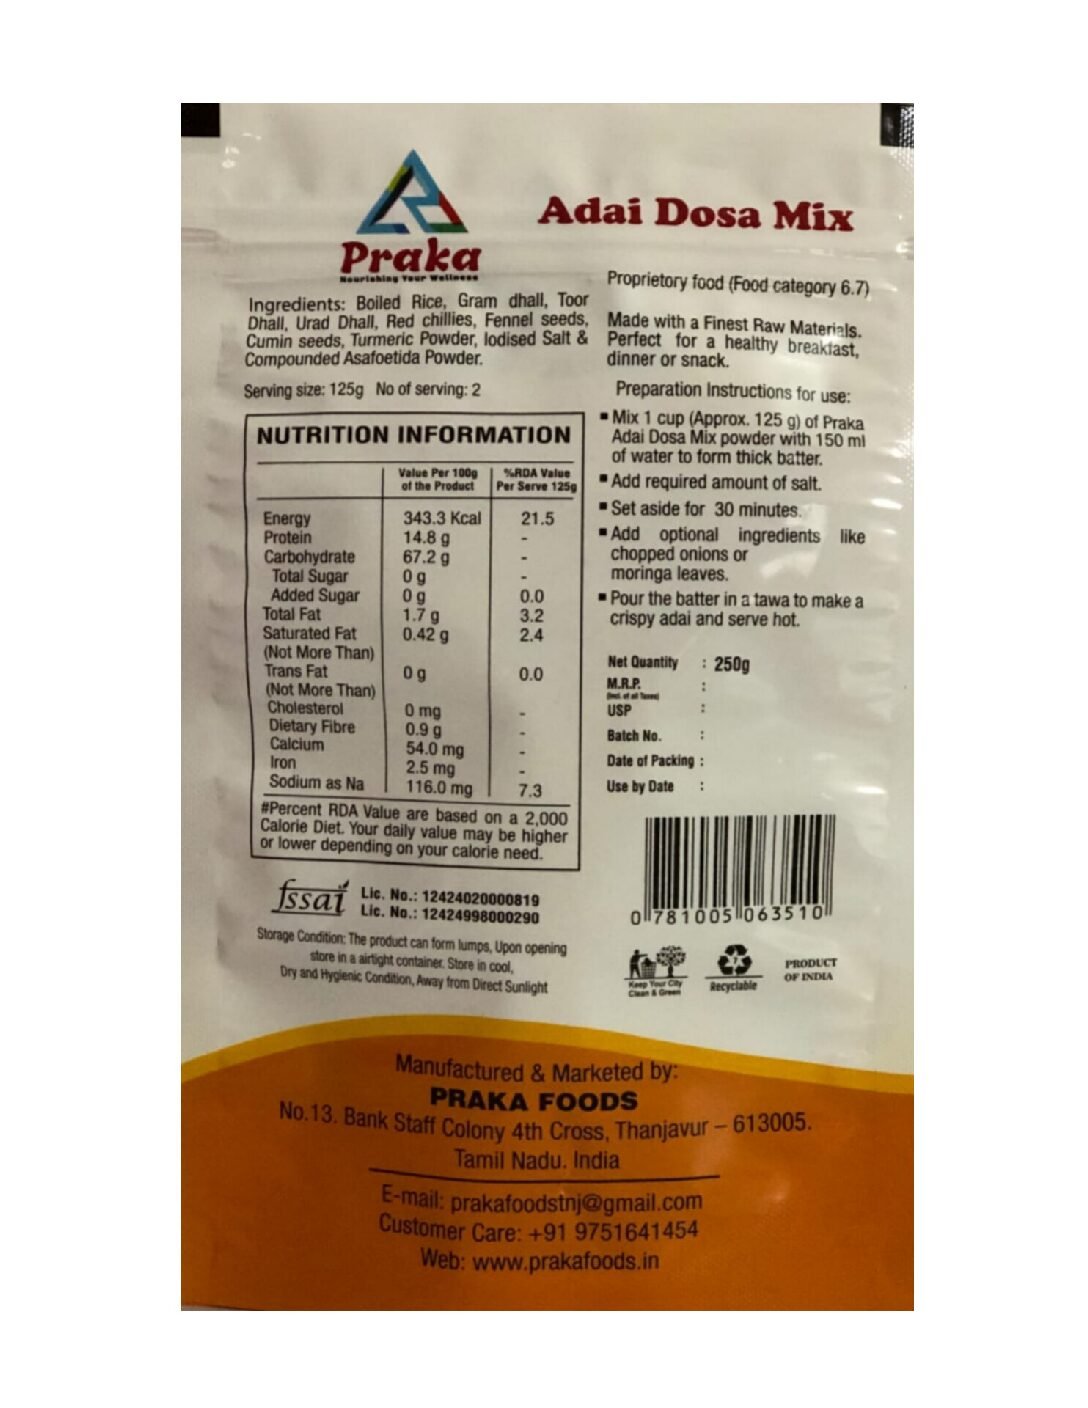 Praka
Nourishing Your Wellness
Adai Dosa Mix
Ingredients: Boiled Rice, Gram dhall, Toor
Dhall, Urad Dhall, Red chillies, Fennel seeds,
Cumin seeds, Turmeric Powder, Iodised Salt &
Compounded Asafoetida Powder.
Serving size: 125g No of serving: 2
NUTRITION INFORMATION
Value Per 100g %RDA Value
of the Product Per Serve 125g
Energy 343.3 Kcal 21.5
Protein 14.8 g -
Carbohydrate 67.2 g -
Total Sugar 0 g -
Added Sugar 0 g 0.0
Total Fat 1.7 g 3.2
Saturated Fat 0.42 g 2.4
(Not More Than)
Trans Fat 0 g 0.0
(Not More Than)
Cholesterol 0 mg -
Dietary Fibre 0.9 g -
Calcium 54.0 mg -
Iron 2.5 mg -
Sodium as Na 116.0 mg 7.3
#Percent RDA Value are based on a 2,000
Calorie Diet. Your daily value may be higher
or lower depending on your calorie need.
fssai
Lic. No.: 12424020000819
Lic. No.: 12424998000290
Storage Condition: The product can form lumps, Upon opening
store in a airtight container. Store in cool,
Dry and Hygienic Condition, Away from Direct Sunlight
Proprietory food (Food category 6.7)
Made with a Finest Raw Materials.
Perfect for a healthy breakfast,
dinner or snack.
Preparation Instructions for use:
▪ Mix 1 cup (Approx. 125 g) of Praka
Adai Dosa Mix powder with 150 ml
of water to form thick batter.
▪ Add required amount of salt.
▪ Set aside for 30 minutes.
▪ Add optional ingredients like
chopped onions or
moringa leaves.
▪ Pour the batter in a tawa to make a
crispy adai and serve hot.
Net Quantity : 250g
M.R.P. :
(Incl. of all Taxes)
USP :
Batch No. :
Date of Packing :
Use by Date :
0 781005 063510
Keep Your City
Clean & Green
7
Recyclable
PRODUCT
OF INDIA
Manufactured & Marketed by:
PRAKA FOODS
No.13. Bank Staff Colony 4th Cross, Thanjavur – 613005.
Tamil Nadu. India
E-mail: prakafoodstnj@gmail.com
Customer Care: +91 9751641454
Web: www.prakafoods.in